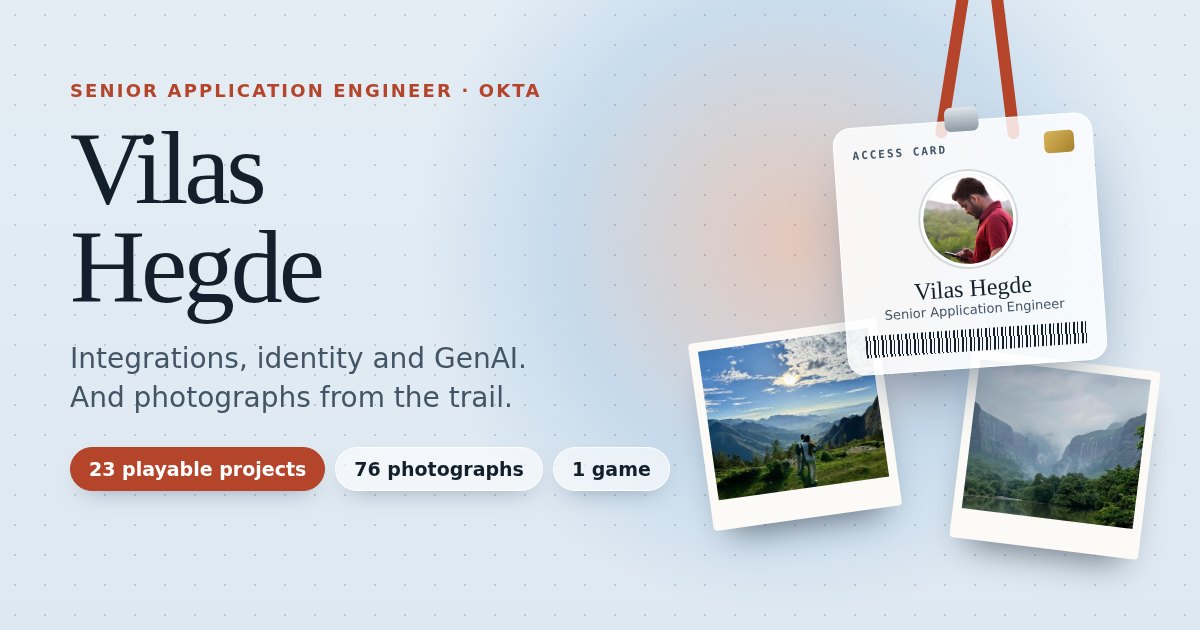 SENIOR APPLICATION ENGINEER · OKTA
Vilas
Hegde
Integrations, identity and GenAI.
And photographs from the trail.
23 playable projects
76 photographs
1 game
ACCESS CARD
Vilas Hegde
Senior Application Engineer